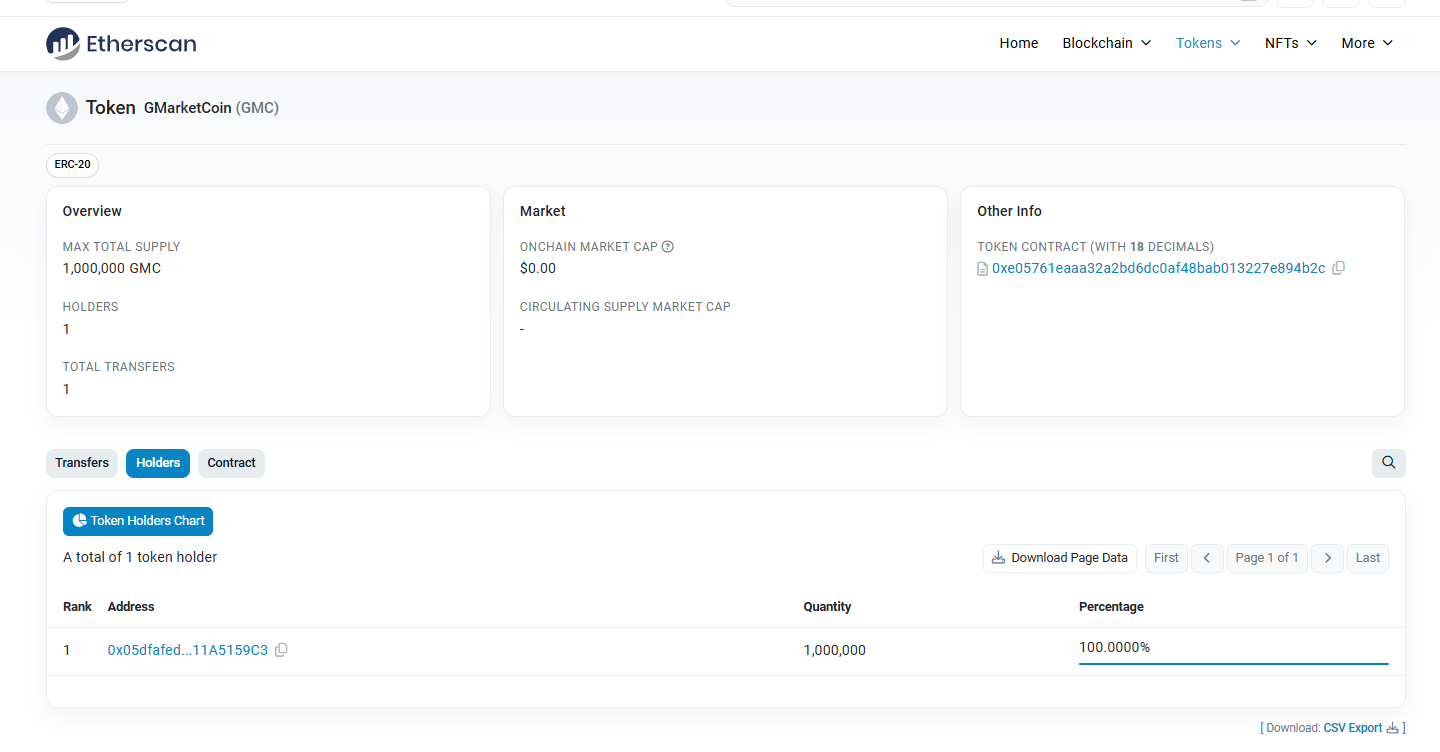 Etherscan
Home Blockchain Tokens NFTs More
Token GMarketCoin (GMC)
ERC-20
Overview
MAX TOTAL SUPPLY
1,000,000 GMC
HOLDERS
1
TOTAL TRANSFERS
1
Market
ONCHAIN MARKET CAP
$0.00
CIRCULATING SUPPLY MARKET CAP
-
Other Info
TOKEN CONTRACT (WITH 18 DECIMALS)
0xe05761eaaa32a2bd6dc0af48bab013227e894b2c
Transfers Holders Contract
Token Holders Chart
A total of 1 token holder
Download Page Data First Page 1 of 1 Last
Rank Address Quantity Percentage
1 0x05dfafed...11A5159C3 1,000,000 100.0000%
[ Download: CSV Export ]